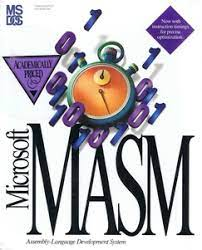 MS
DOS
Now with
instruction timings
for precise
optimization.
ACADEMICALLY
PRICED
Microsoft
MASM
Assembly-Language Development System